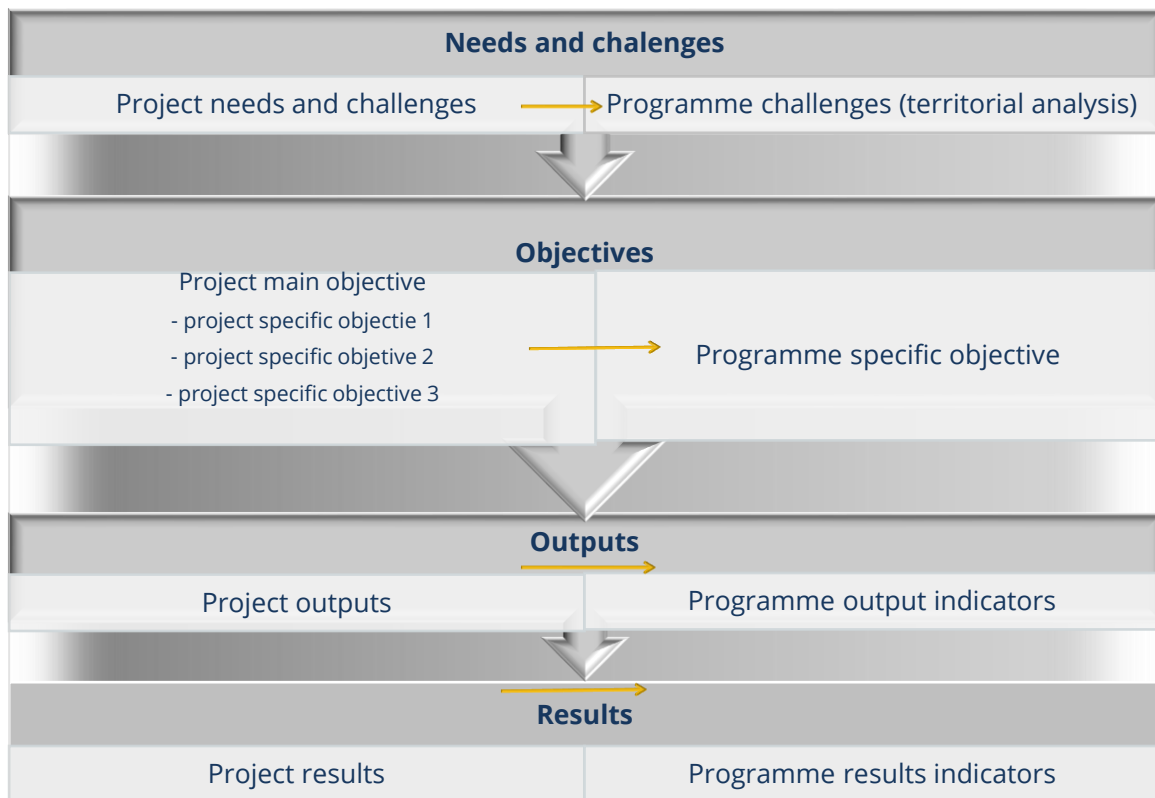 Needs and chalenges
Project needs and challenges
Programme challenges (territorial analysis)
Objectives
Project main objective
- project specific objectie 1
- project specific objetive 2
- project specific objective 3
Programme specific objective
Outputs
Project outputs
Programme output indicators
Results
Project results
Programme results indicators